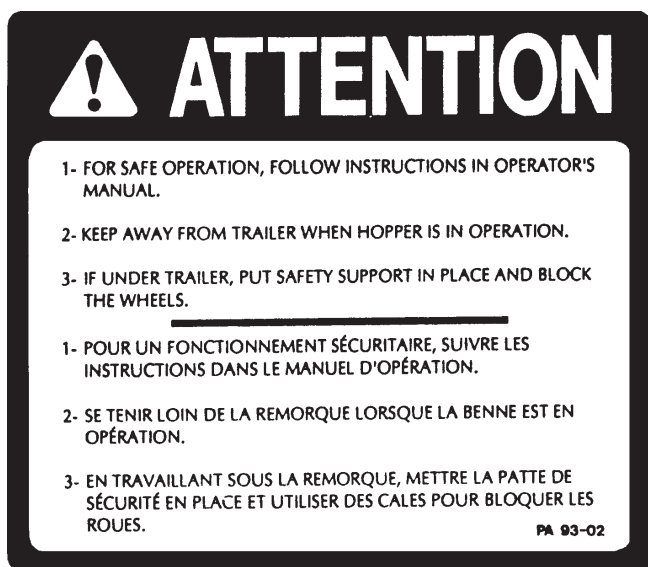 ATTENTION
1- FOR SAFE OPERATION, FOLLOW INSTRUCTIONS IN OPERATOR'S
MANUAL.
2- KEEP AWAY FROM TRAILER WHEN HOPPER IS IN OPERATION.
3- IF UNDER TRAILER, PUT SAFETY SUPPORT IN PLACE AND BLOCK
THE WHEELS.
1- POUR UN FONCTIONNEMENT SÉCURITAIRE, SUIVRE LES
INSTRUCTIONS DANS LE MANUEL D'OPÉRATION.
2- SE TENIR LOIN DE LA REMORQUE LORSQUE LA BENNE EST EN
OPÉRATION.
3- EN TRAVAILLANT SOUS LA REMORQUE, METTRE LA PATTE DE
SÉCURITÉ EN PLACE ET UTILISER DES CALES POUR BLOQUER LES
ROUES.
PA 93-02